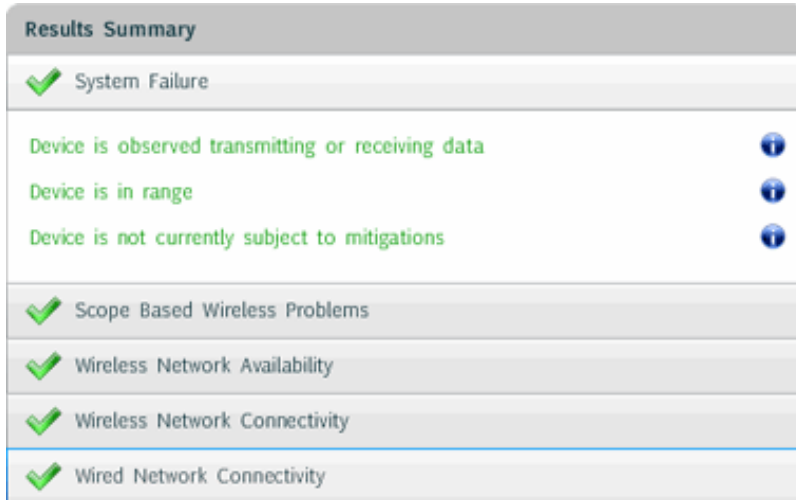 Results Summary
System Failure
Device is observed transmitting or receiving data
Device is in range
Device is not currently subject to mitigations
Scope Based Wireless Problems
Wireless Network Availability
Wireless Network Connectivity
Wired Network Connectivity